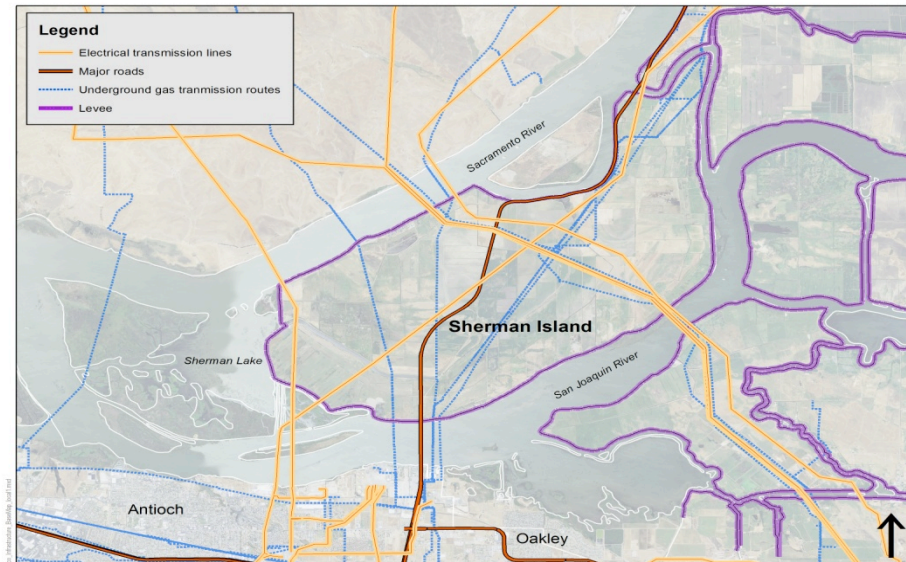 Legend
Electrical transmission lines
Major roads
Underground gas tranmission routes
Levee
Sacramento River
Sherman Island
Sherman Lake
San Joaquin River
Antioch
Oakley